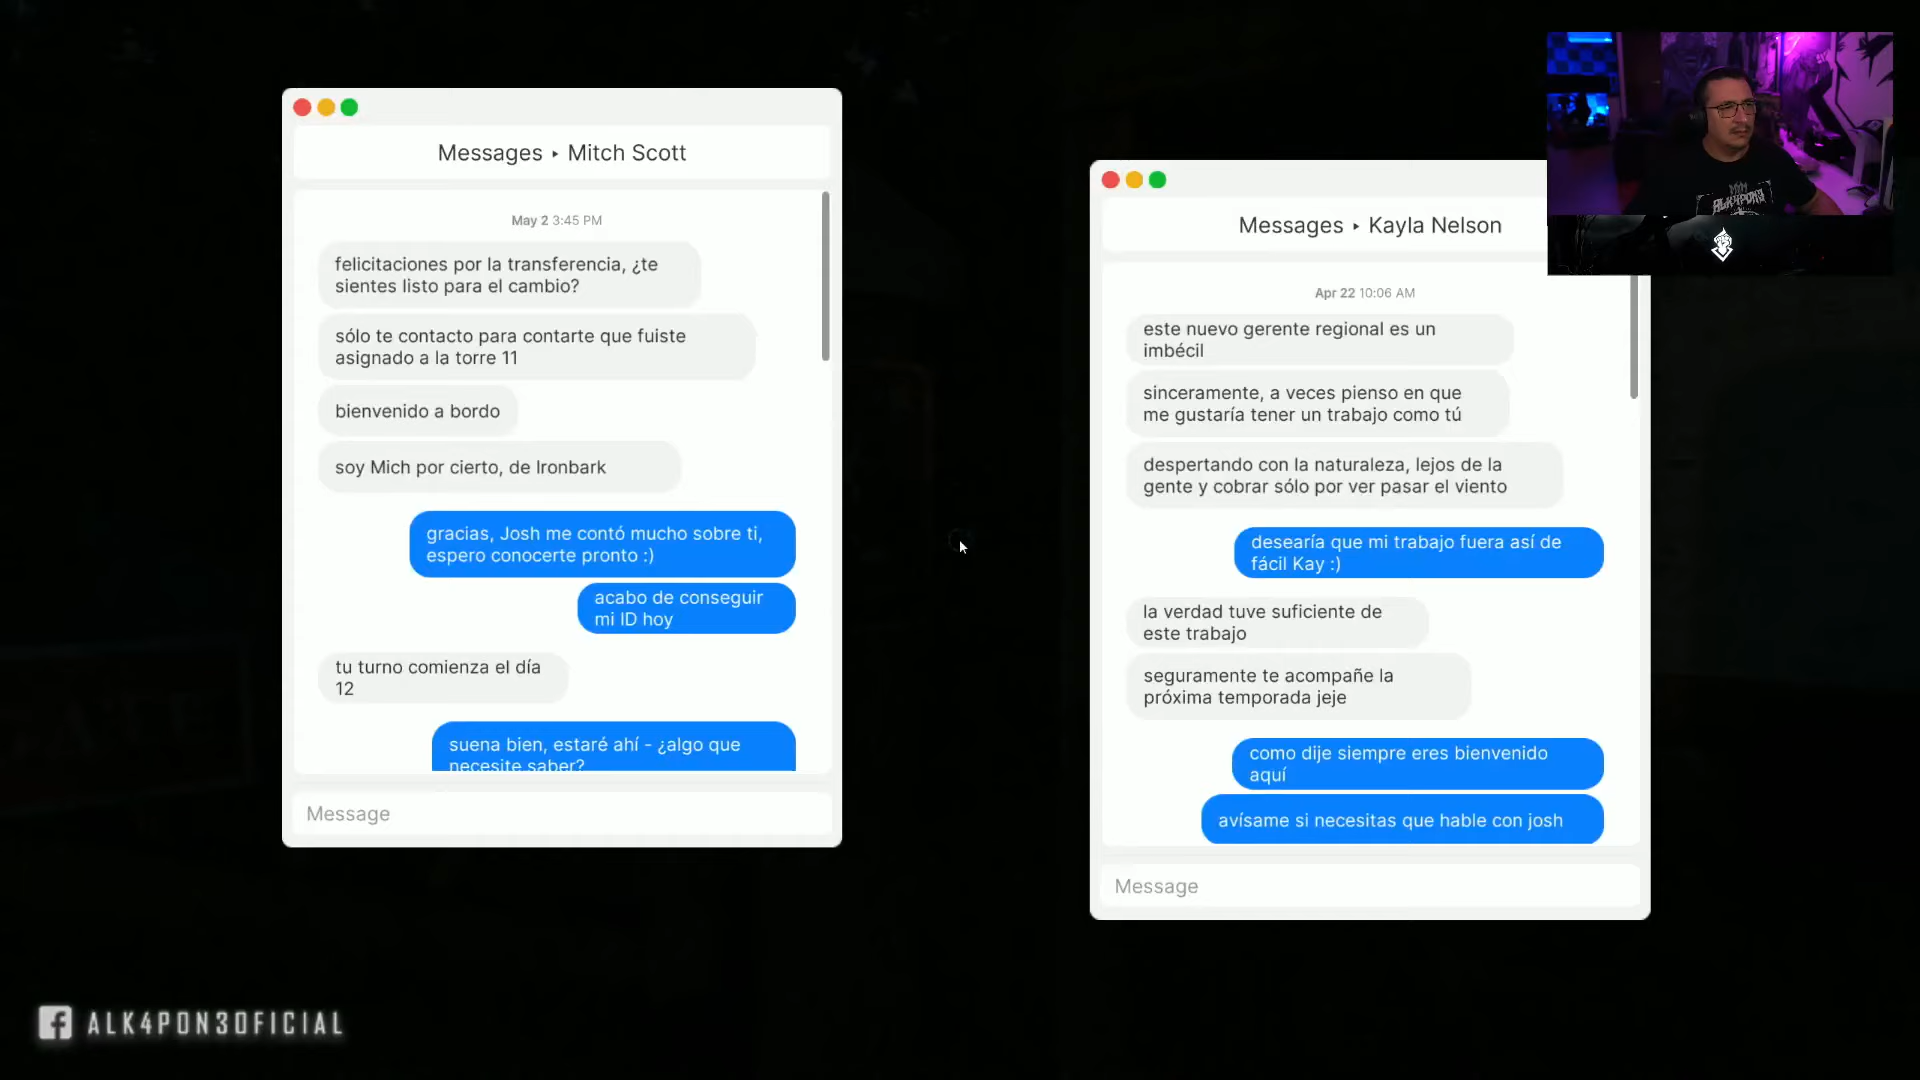 Messages ▸ Mitch Scott
May 2 3:45 PM
felicitaciones por la transferencia, ¿te
sientes listo para el cambio?
sólo te contacto para contarte que fuiste
asignado a la torre 11
bienvenido a bordo
soy Mich por cierto, de Ironbark
gracias, Josh me contó mucho sobre ti,
espero conocerte pronto :)
acabo de conseguir
mi ID hoy
tu turno comienza el día
12
suena bien, estaré ahí - ¿algo que
necesite saber?
Message
Messages ▸ Kayla Nelson
Apr 22 10:06 AM
este nuevo gerente regional es un
imbécil
sinceramente, a veces pienso en que
me gustaría tener un trabajo como tú
despertando con la naturaleza, lejos de la
gente y cobrar sólo por ver pasar el viento
desearía que mi trabajo fuera así de
fácil Kay :)
la verdad tuve suficiente de
este trabajo
seguramente te acompañe la
próxima temporada jeje
como dije siempre eres bienvenido
aquí
avísame si necesitas que hable con josh
Message
ALK4PON3
ALK4PON3OFICIAL